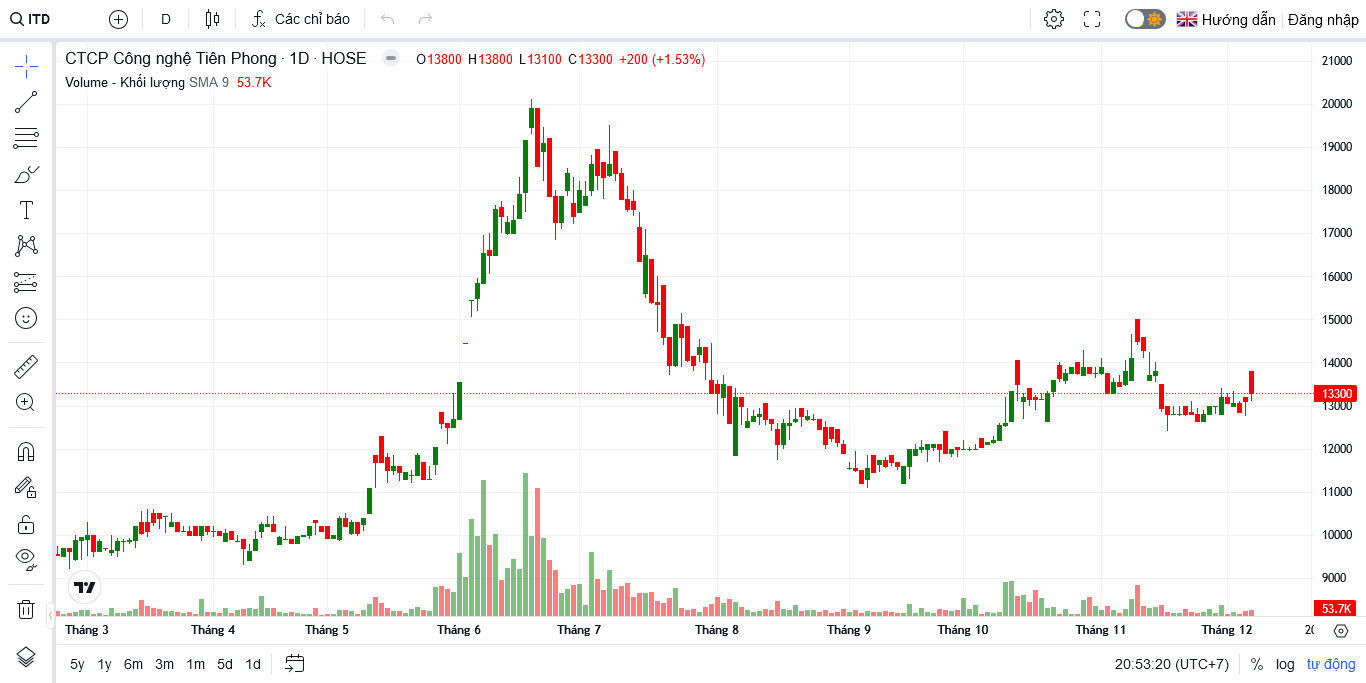 ITD D Các chỉ báo Hướng dẫn Đăng nhập
CTCP Công nghệ Tiên Phong · 1D · HOSE O13800 H13800 L13100 C13300 +200 (+1.53%)
Volume - Khối lượng SMA 9 53.7K
21000
20000
19000
18000
17000
16000
15000
14000
13300
13000
12000
11000
10000
9000
53.7K
Tháng 3 Tháng 4 Tháng 5 Tháng 6 Tháng 7 Tháng 8 Tháng 9 Tháng 10 Tháng 11 Tháng 12
5y 1y 6m 3m 1m 5d 1d 20:53:20 (UTC+7) % log tự động